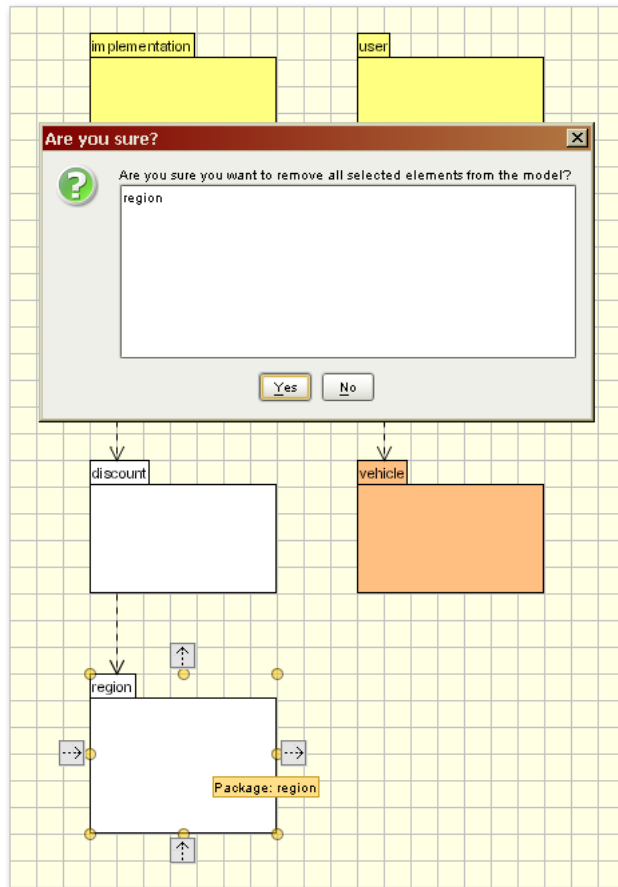 implementation
user
Are you sure?
Are you sure you want to remove all selected elements from the model?
region
Yes
No
discount
vehicle
region
Package: region